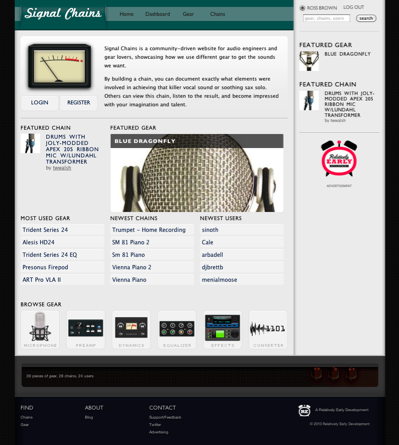 Signal Chains
Home Dashboard Gear Chains
ROSS BROWN LOG OUT
gear, chains, users search
Signal Chains is a community-driven website for audio engineers and
gear lovers, showcasing how we use different gear to get the sounds
we want.
By building a chain, you can document exactly what elements were
involved in achieving that killer vocal sound or soothing sax solo.
Others can view this chain, listen to the result, and become impressed
with your imagination and talent.
LOGIN REGISTER
FEATURED GEAR
BLUE DRAGONFLY
FEATURED CHAIN
DRUMS WITH JOLY-
MODDED APEX 205
RIBBON MIC
W/LUNDAHL
TRANSFORMER
by bewalsh
RELATIVELY
EARLY
ADVERTISEMENT
FEATURED CHAIN
DRUMS WITH
JOLY-MODDED
APEX 205 RIBBON
MIC W/LUNDAHL
TRANSFORMER
by bewalsh
FEATURED GEAR
BLUE DRAGONFLY
MOST USED GEAR
Trident Series 24
Alesis HD24
Trident Series 24 EQ
Presonus Firepod
ART Pro VLA II
NEWEST CHAINS
Trumpet - Home Recording
SM 81 Piano 2
Sm 81 Piano
Vienna Piano 2
Vienna Piano
NEWEST USERS
sinoth
Cale
arbadell
djbrettb
menialmoose
BROWSE GEAR
MICROPHONE PREAMP DYNAMICS EQUALIZER EFFECTS CONVERTER
39 pieces of gear, 28 chains, 24 users
FIND
Chains
Gear
ABOUT
Blog
CONTACT
Support/Feedback
Twitter
Advertising
RE A Relatively Early Development
© 2010 Relatively Early Development